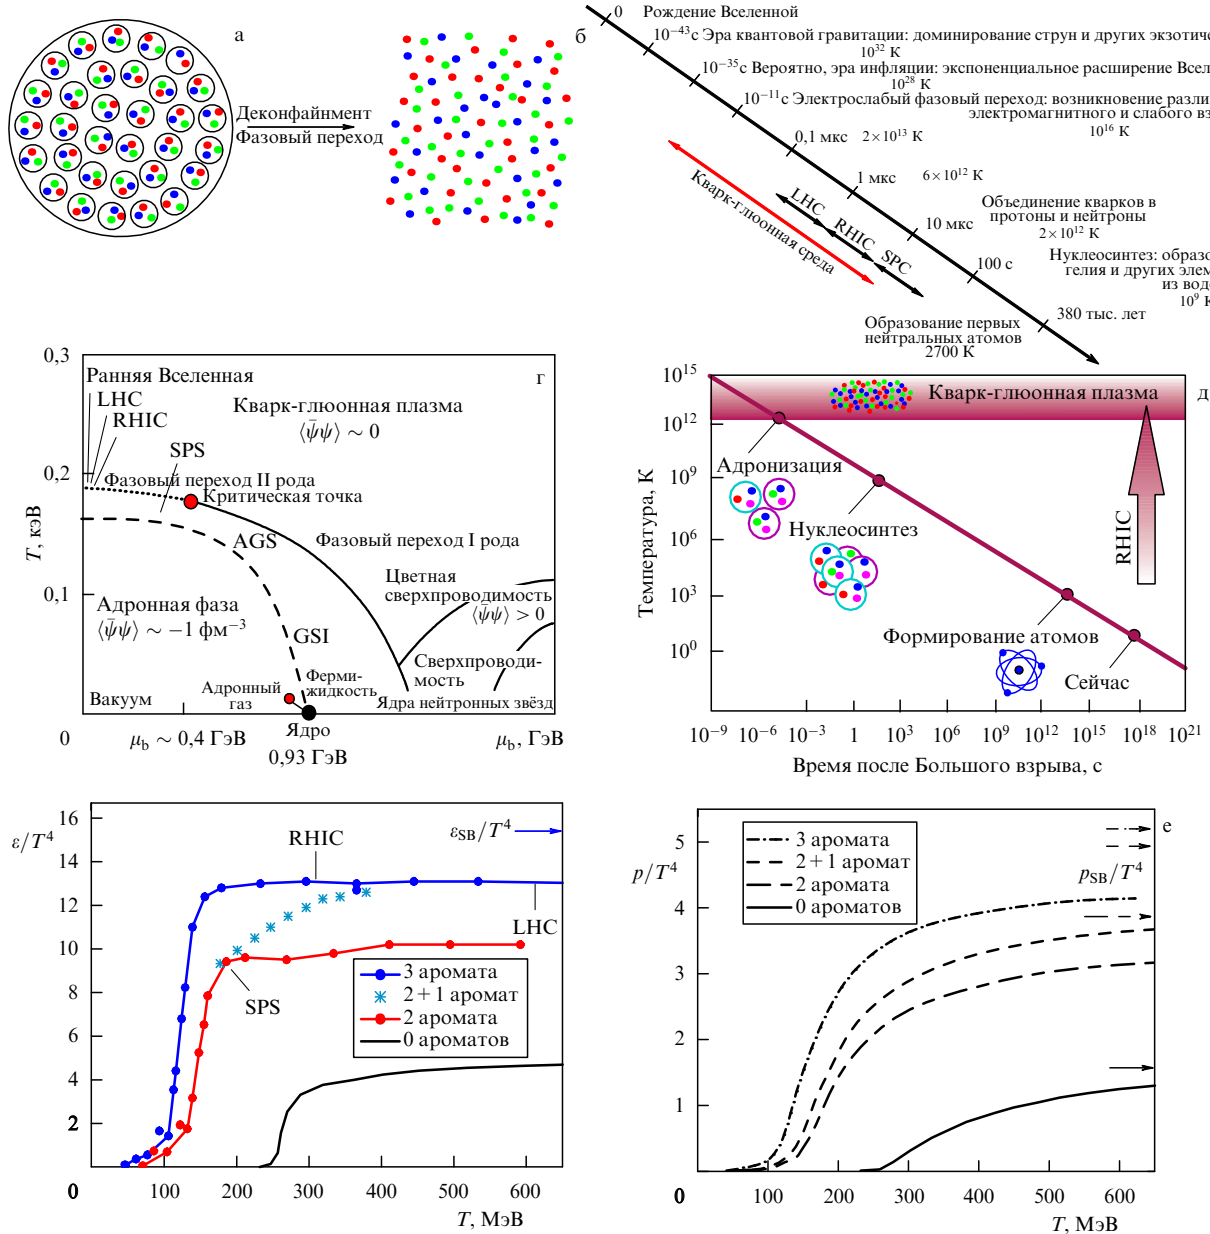 а
Деконфайнмент
Фазовый переход
б
0 Рождение Вселенной
10⁻⁴³с Эра квантовой гравитации: доминирование струн и других экзотиче
10³² К
10⁻³⁵с Вероятно, эра инфляции: экспоненциальное расширение Всел
10²⁸ К
10⁻¹¹с Электрослабый фазовый переход: возникновение разли
электромагнитного и слабого вз
10¹⁶ К
0,1 мкс 2×10¹³ К
1 мкс 6×10¹² К
Объединение кварков в
протоны и нейтроны
2×10¹² К
10 мкс
Кварк-глюонная среда
LHC
RHIC
SPC
100 с
Нуклеосинтез: образо
гелия и других элем
из вод
10⁹ К
380 тыс. лет
Образование первых
нейтральных атомов
2700 К
г
0,3
0,2
0,1
0
T, кэВ
Ранняя Вселенная
LHC
RHIC
SPS
Кварк-глюонная плазма
⟨ψ̄ψ⟩ ∼ 0
Фазовый переход II рода
Критическая точка
AGS
Фазовый переход I рода
Цветная
сверхпроводимость
⟨ψ̄ψ⟩ > 0
Адронная фаза
⟨ψ̄ψ⟩ ∼ −1 фм⁻³
GSI
Сверхпроводи-
мость
Адронный
газ
Ферми-
жидкость
Вакуум
Ядра нейтронных звёзд
Ядро
μb ∼ 0,4 ГэВ
0,93 ГэВ
μb, ГэВ
д
10¹⁵
10¹²
10⁹
10⁶
10³
10⁰
Температура, К
Кварк-глюонная плазма
Адронизация
Нуклеосинтез
RHIC
Формирование атомов
Сейчас
10⁻⁹ 10⁻⁶ 10⁻³ 1 10³ 10⁶ 10⁹ 10¹² 10¹⁵ 10¹⁸ 10²¹
Время после Большого взрыва, с
16
ε/T⁴
14
12
10
8
6
4
2
0
RHIC
εSB/T⁴
LHC
SPS
3 аромата
2 + 1 аромат
2 аромата
0 ароматов
0 100 200 300 400 500 600
T, МэВ
е
5
p/T⁴
4
3
2
1
3 аромата
2 + 1 аромат
2 аромата
0 ароматов
pSB/T⁴
0 100 200 300 400 500 600
T, МэВ